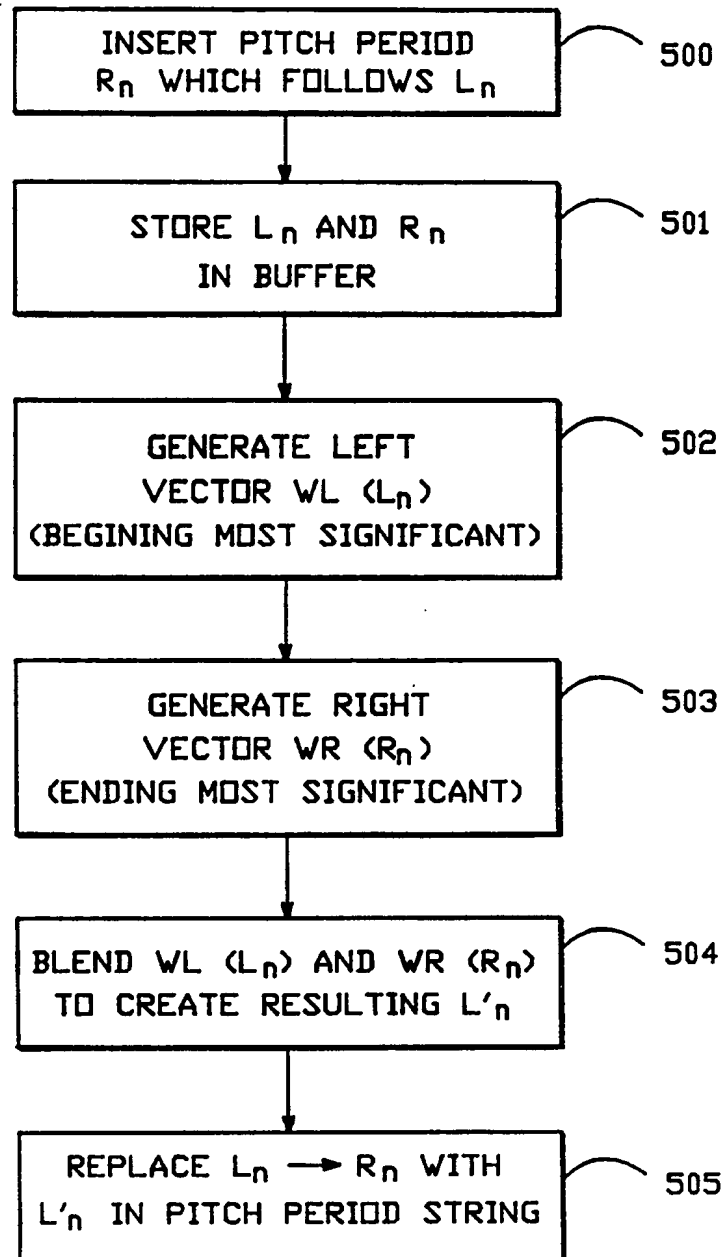 INSERT PITCH PERIOD
Rn WHICH FOLLOWS Ln
500
STORE Ln AND Rn
IN BUFFER
501
GENERATE LEFT
VECTOR WL (Ln)
(BEGINING MOST SIGNIFICANT)
502
GENERATE RIGHT
VECTOR WR (Rn)
(ENDING MOST SIGNIFICANT)
503
BLEND WL (Ln) AND WR (Rn)
TO CREATE RESULTING L'n
504
REPLACE Ln → Rn WITH
L'n IN PITCH PERIOD STRING
505